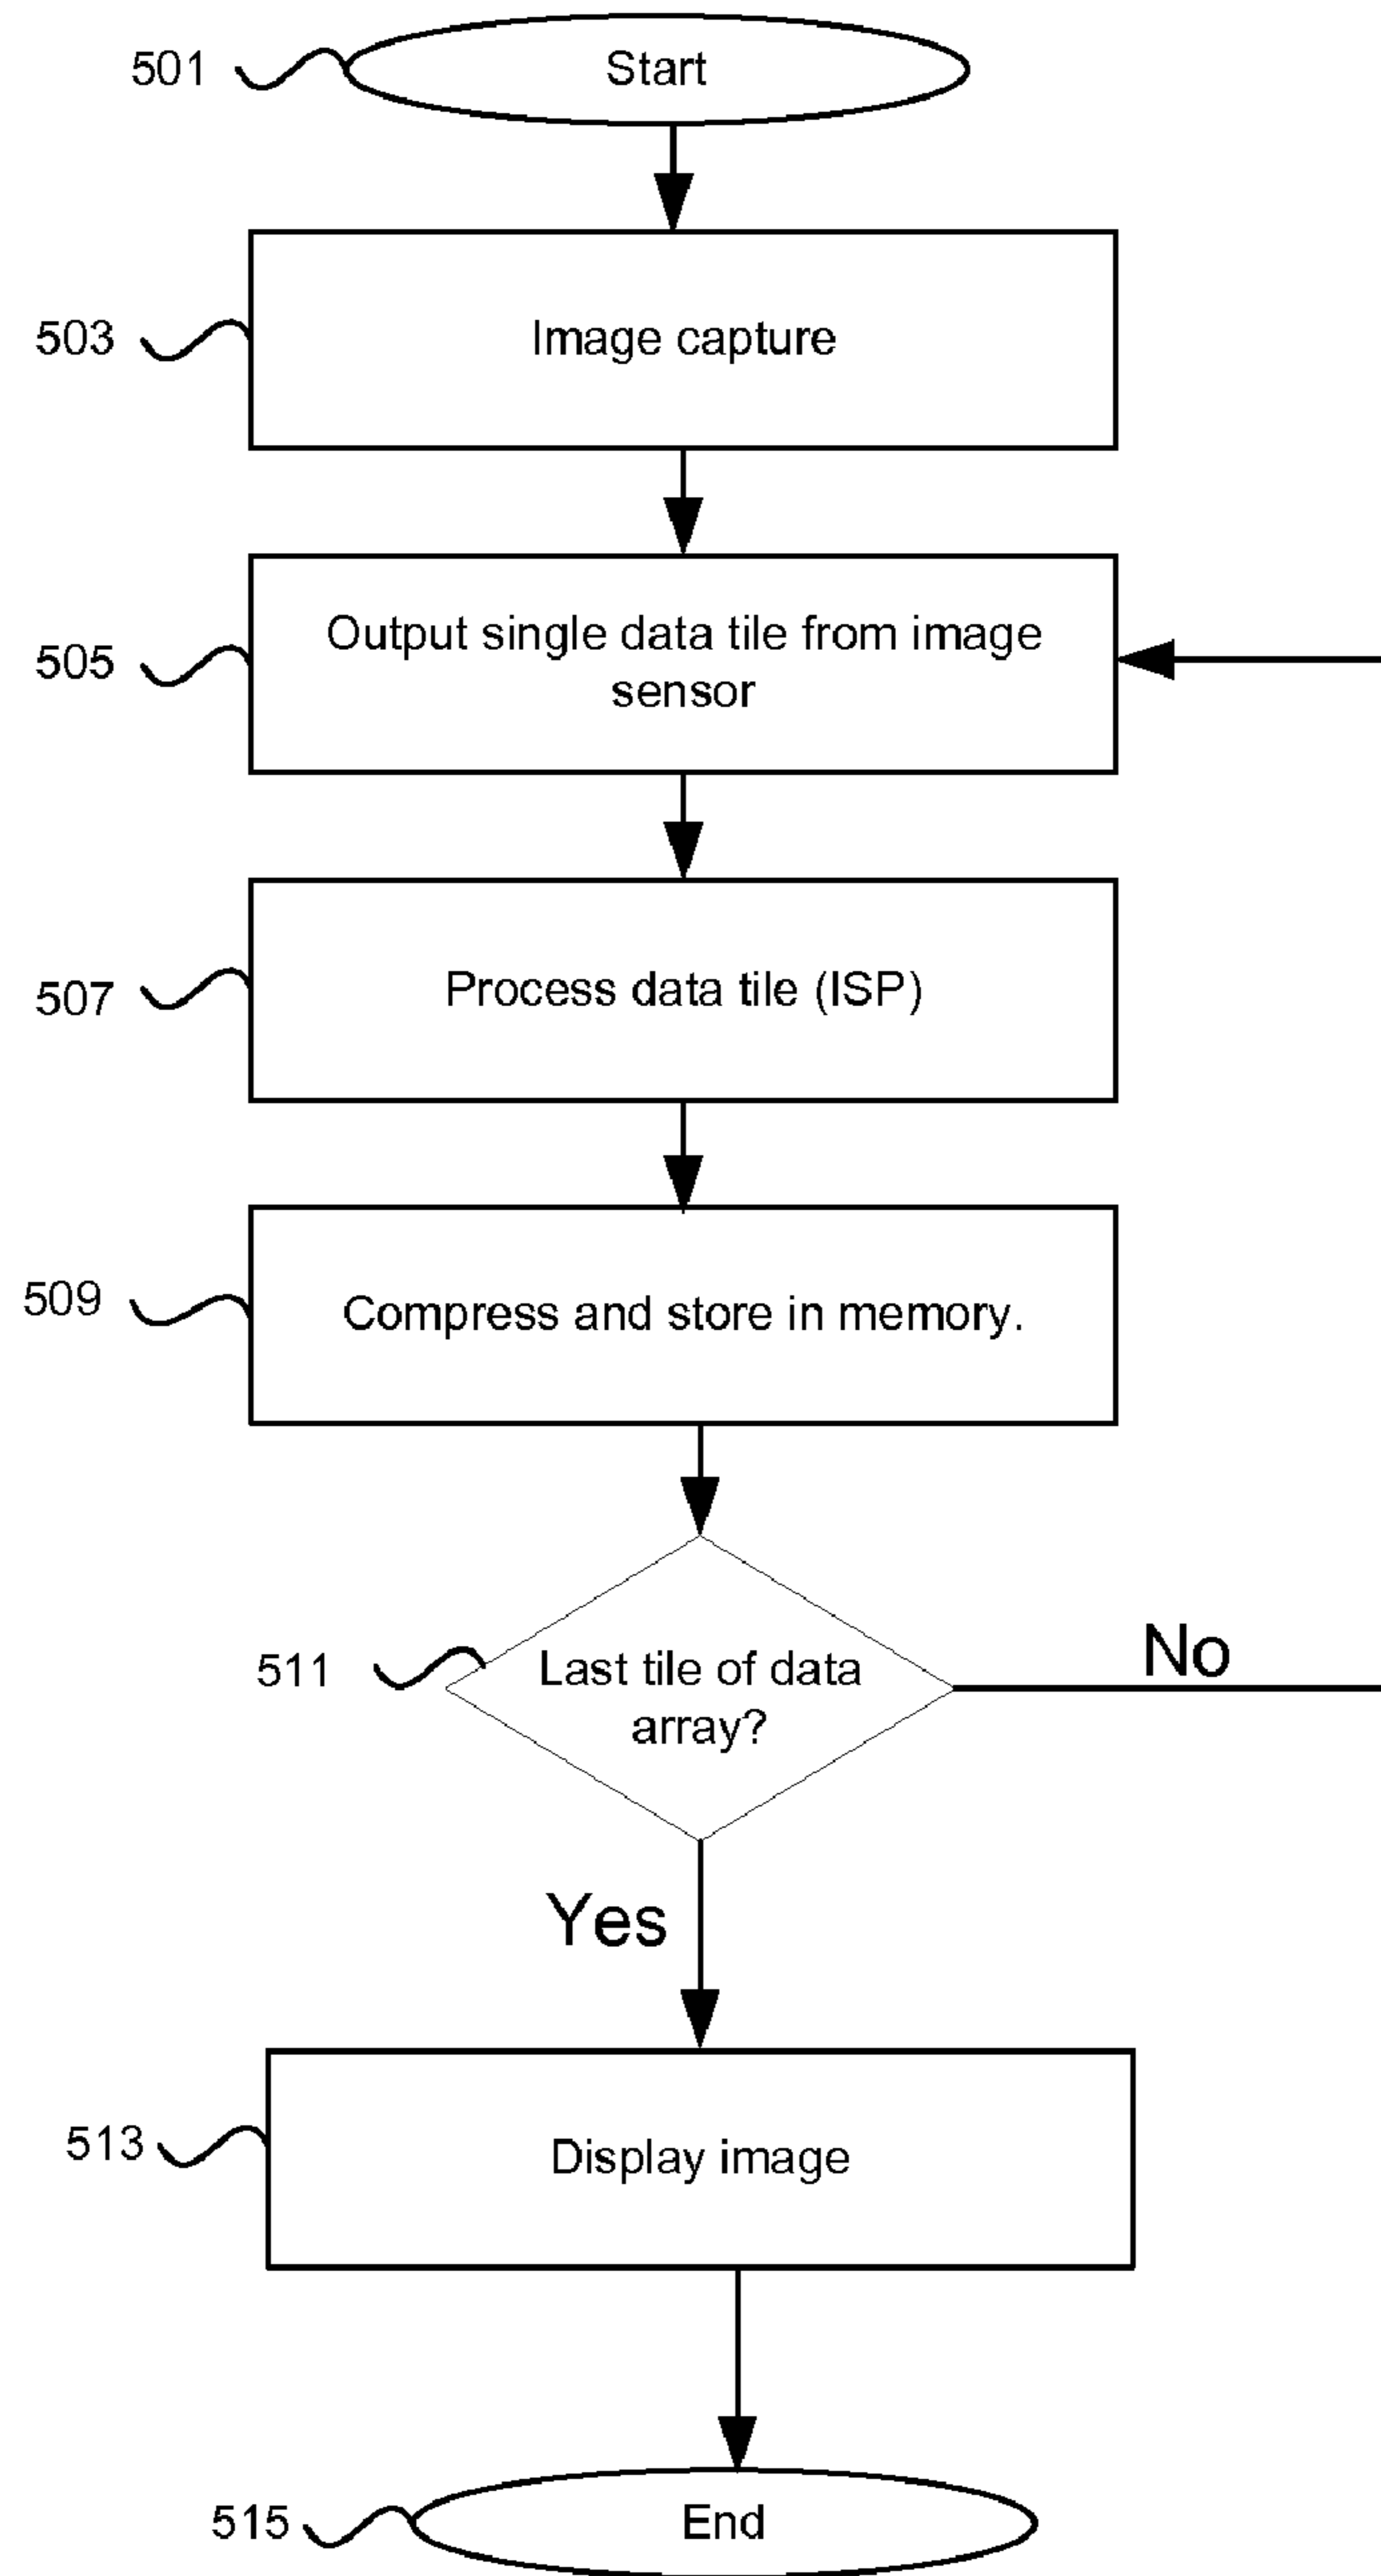 501
Start
503
Image capture
505
Output single data tile from image
sensor
507
Process data tile (ISP)
509
Compress and store in memory.
511
Last tile of data
array?
No
Yes
513
Display image
515
End